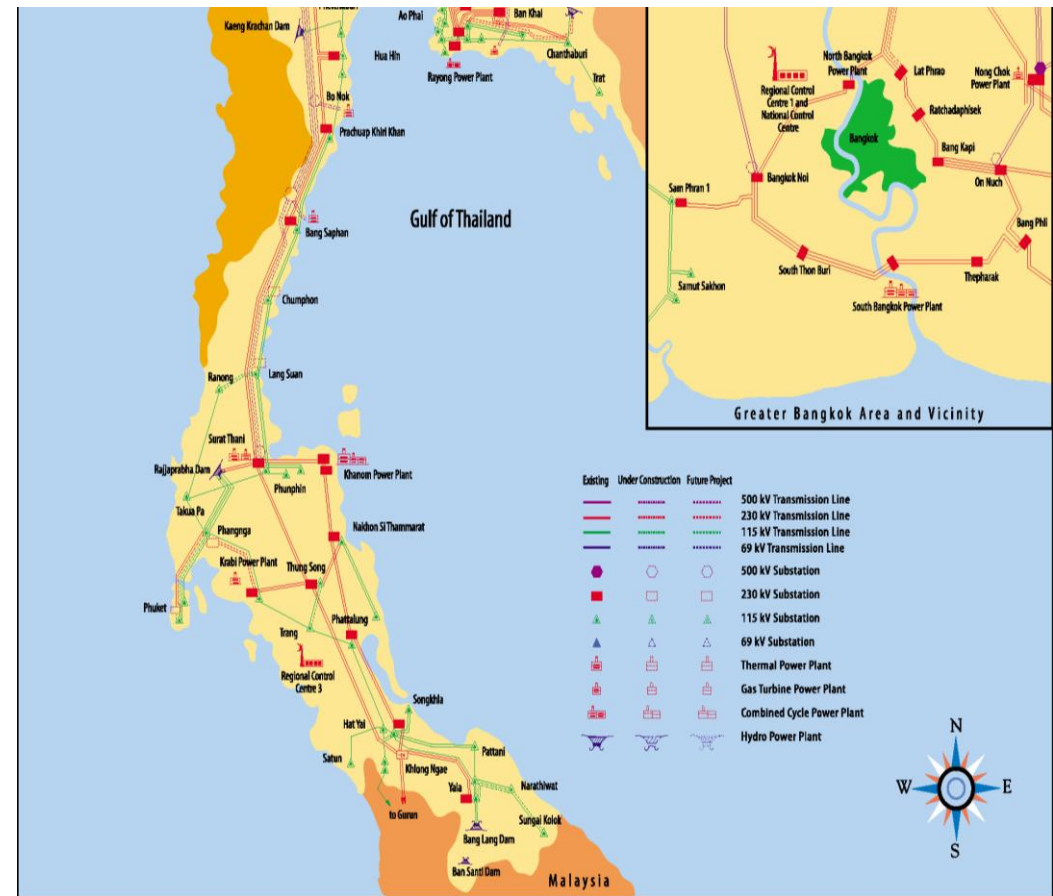 Kaeng Krachan Dam
Hua Hin
Bo Nok
Prachuap Khiri Khan
Bang Saphan
Chumphon
Lang Suan
Ranong
Surat Thani
Rajjaprabha Dam
Khanom Power Plant
Phunphin
Takua Pa
Phangnga
Nakhon Si Thammarat
Krabi Power Plant
Thung Song
Phuket
Phattalung
Trang
Regional Control
Centre 3
Songkhla
Hat Yai
Satun
Khlong Ngae
Pattani
Yala
Narathiwat
to Gurun
Sungai Kolok
Bang Lang Dam
Ban Santi Dam
Malaysia
Ao Phai
Ban Khai
Chanthaburi
Rayong Power Plant
Trat
Gulf of Thailand
North Bangkok
Power Plant
Lat Phrao
Nong Chok
Power Plant
Regional Control
Centre 1 and
National Control
Centre
Ratchadaphisek
Bangkok
Bang Kapi
Bangkok Noi
On Nuch
Sam Phran 1
Bang Phli
South Thon Buri
Thepharak
Samut Sakhon
South Bangkok Power Plant
Greater Bangkok Area and Vicinity
Existing Under Construction Future Project
500 kV Transmission Line
230 kV Transmission Line
115 kV Transmission Line
69 kV Transmission Line
500 kV Substation
230 kV Substation
115 kV Substation
69 kV Substation
Thermal Power Plant
Gas Turbine Power Plant
Combined Cycle Power Plant
Hydro Power Plant
N
W E
S